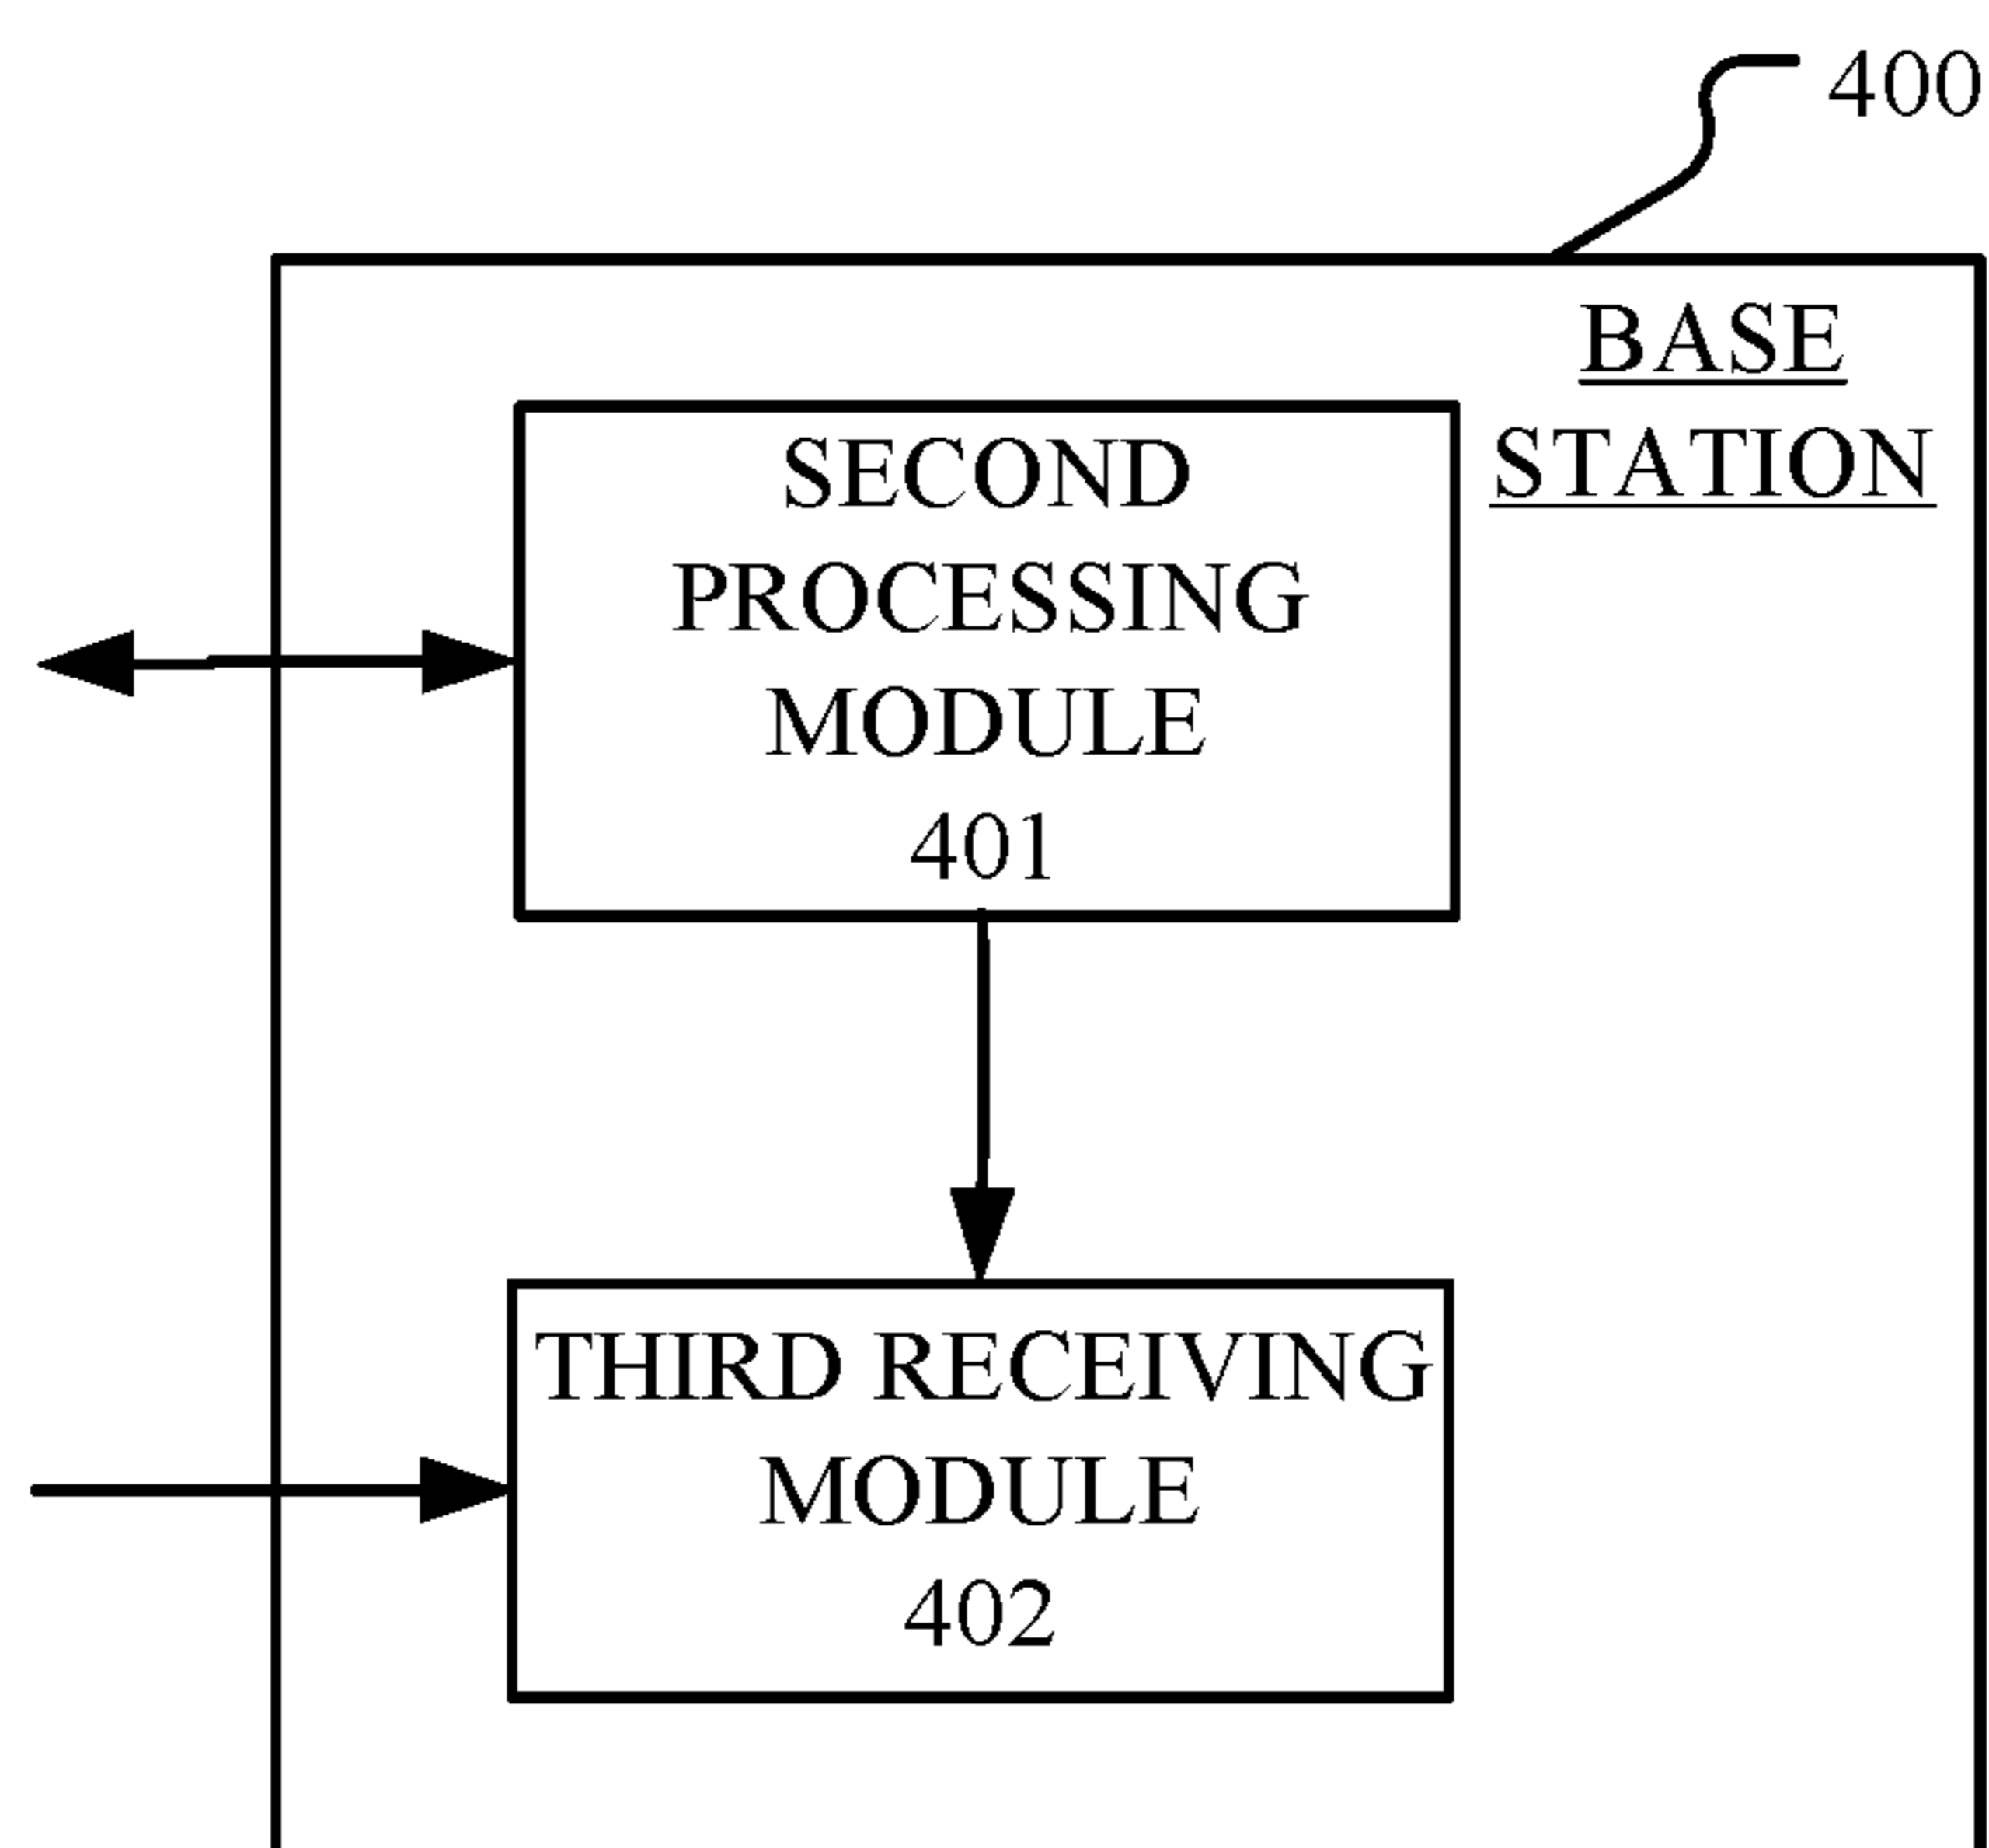 400
BASE
STATION
SECOND
PROCESSING
MODULE
401
THIRD RECEIVING
MODULE
402